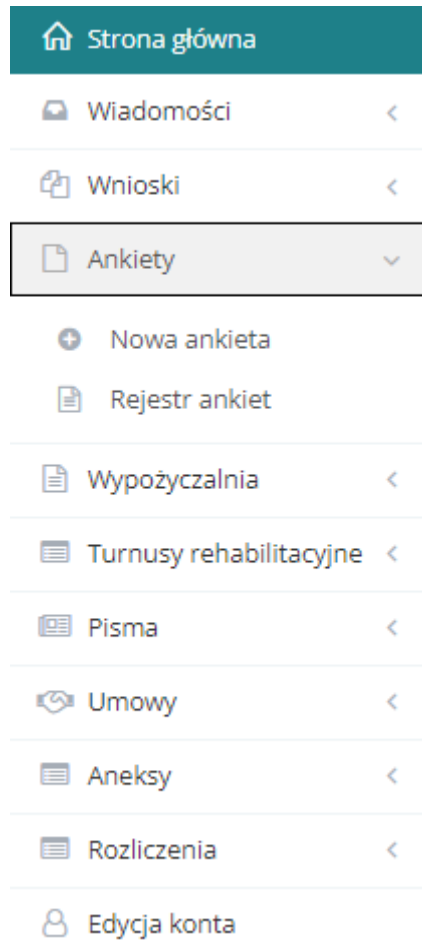 Strona główna
Wiadomości
Wnioski
Ankiety
Nowa ankieta
Rejestr ankiet
Wypożyczalnia
Turnusy rehabilitacyjne
Pisma
Umowy
Aneksy
Rozliczenia
Edycja konta